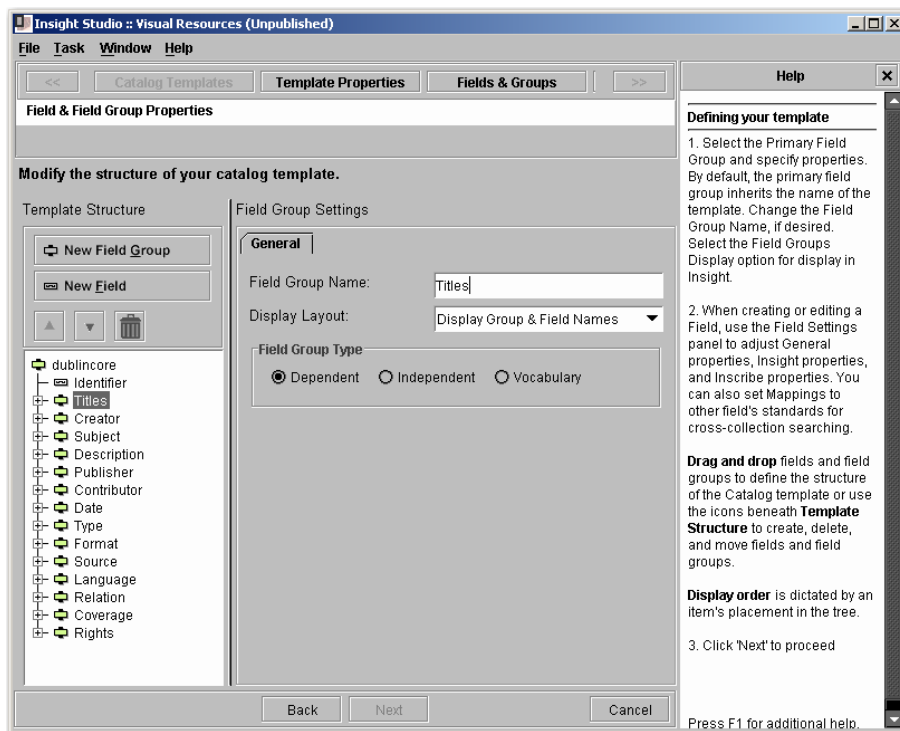 Insight Studio :: Visual Resources (Unpublished)
File Task Window Help
<< Catalog Templates Template Properties Fields & Groups >>
Field & Field Group Properties
Modify the structure of your catalog template.
Template Structure
New Field Group
New Field
dublincore
Identifier
Titles
Creator
Subject
Description
Publisher
Contributor
Date
Type
Format
Source
Language
Relation
Coverage
Rights
Field Group Settings
General
Field Group Name: Titles
Display Layout: Display Group & Field Names
Field Group Type
Dependent Independent Vocabulary
Back Next Cancel
Help
Defining your template
1. Select the Primary Field
Group and specify properties.
By default, the primary field
group inherits the name of the
template. Change the Field
Group Name, if desired.
Select the Field Groups
Display option for display in
Insight.
2. When creating or editing a
Field, use the Field Settings
panel to adjust General
properties, Insight properties,
and Inscribe properties. You
can also set Mappings to
other field's standards for
cross-collection searching.
Drag and drop fields and field
groups to define the structure
of the Catalog template or use
the icons beneath Template
Structure to create, delete,
and move fields and field
groups.
Display order is dictated by an
item's placement in the tree.
3. Click 'Next' to proceed
Press F1 for additional help.